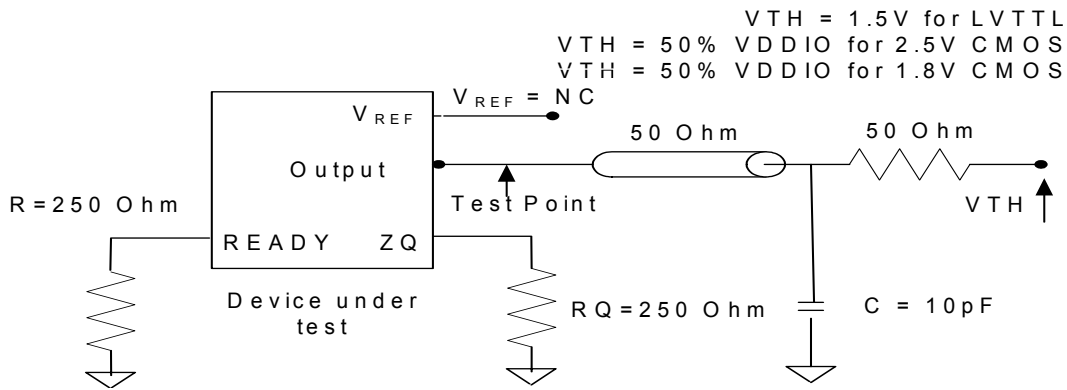 VTH = 1.5V for LVTTL
VTH = 50% VDDIO for 2.5V CMOS
VTH = 50% VDDIO for 1.8V CMOS
VREF = NC
VREF
50 Ohm
50 Ohm
Output
R=250 Ohm
Test Point
VTH
READY
ZQ
Device under
test
RQ=250 Ohm
C = 10pF